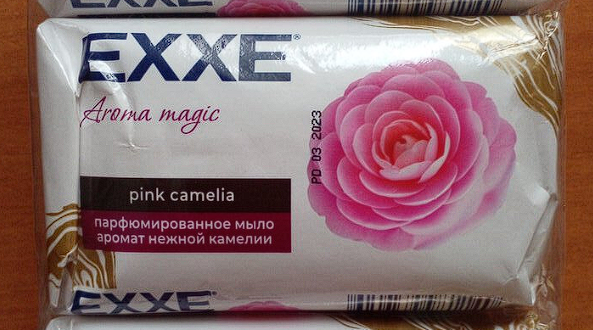 EXXE®
Aroma magic
PD 03 2023
pink camelia
парфюмированное мыло
аромат нежной камелии
EXXE